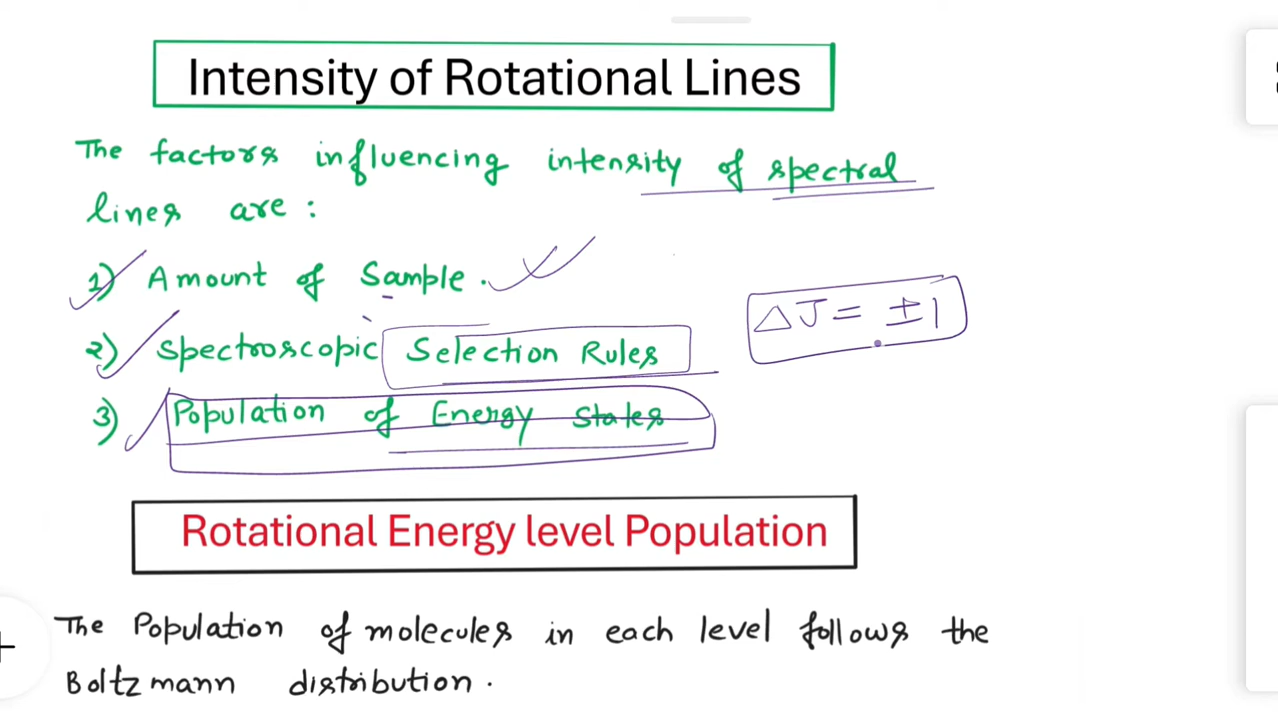 Intensity of Rotational Lines
The factors influencing intensity of spectral
lines are :
1) Amount of Sample.
2) Spectroscopic Selection Rules
ΔJ = ±1
3) Population of Energy States
Rotational Energy level Population
The Population of molecules in each level follows the
Boltzmann distribution.